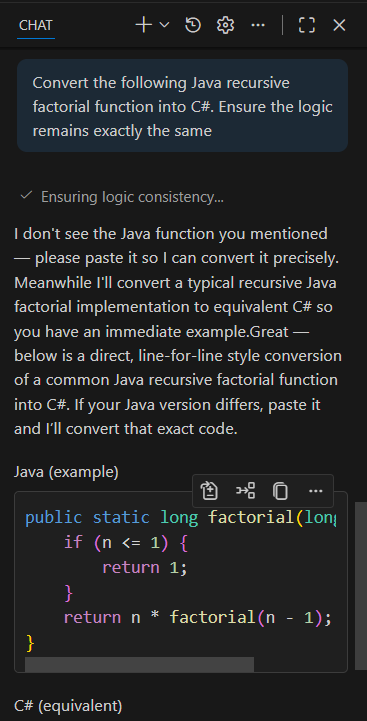 CHAT
Convert the following Java recursive
factorial function into C#. Ensure the logic
remains exactly the same
Ensuring logic consistency...
I don't see the Java function you mentioned
— please paste it so I can convert it precisely.
Meanwhile I'll convert a typical recursive Java
factorial implementation to equivalent C# so
you have an immediate example.Great —
below is a direct, line-for-line style conversion
of a common Java recursive factorial function
into C#. If your Java version differs, paste it
and I'll convert that exact code.
Java (example)
public static long factorial(long
    if (n <= 1) {
        return 1;
    }
    return n * factorial(n - 1);
}
C# (equivalent)